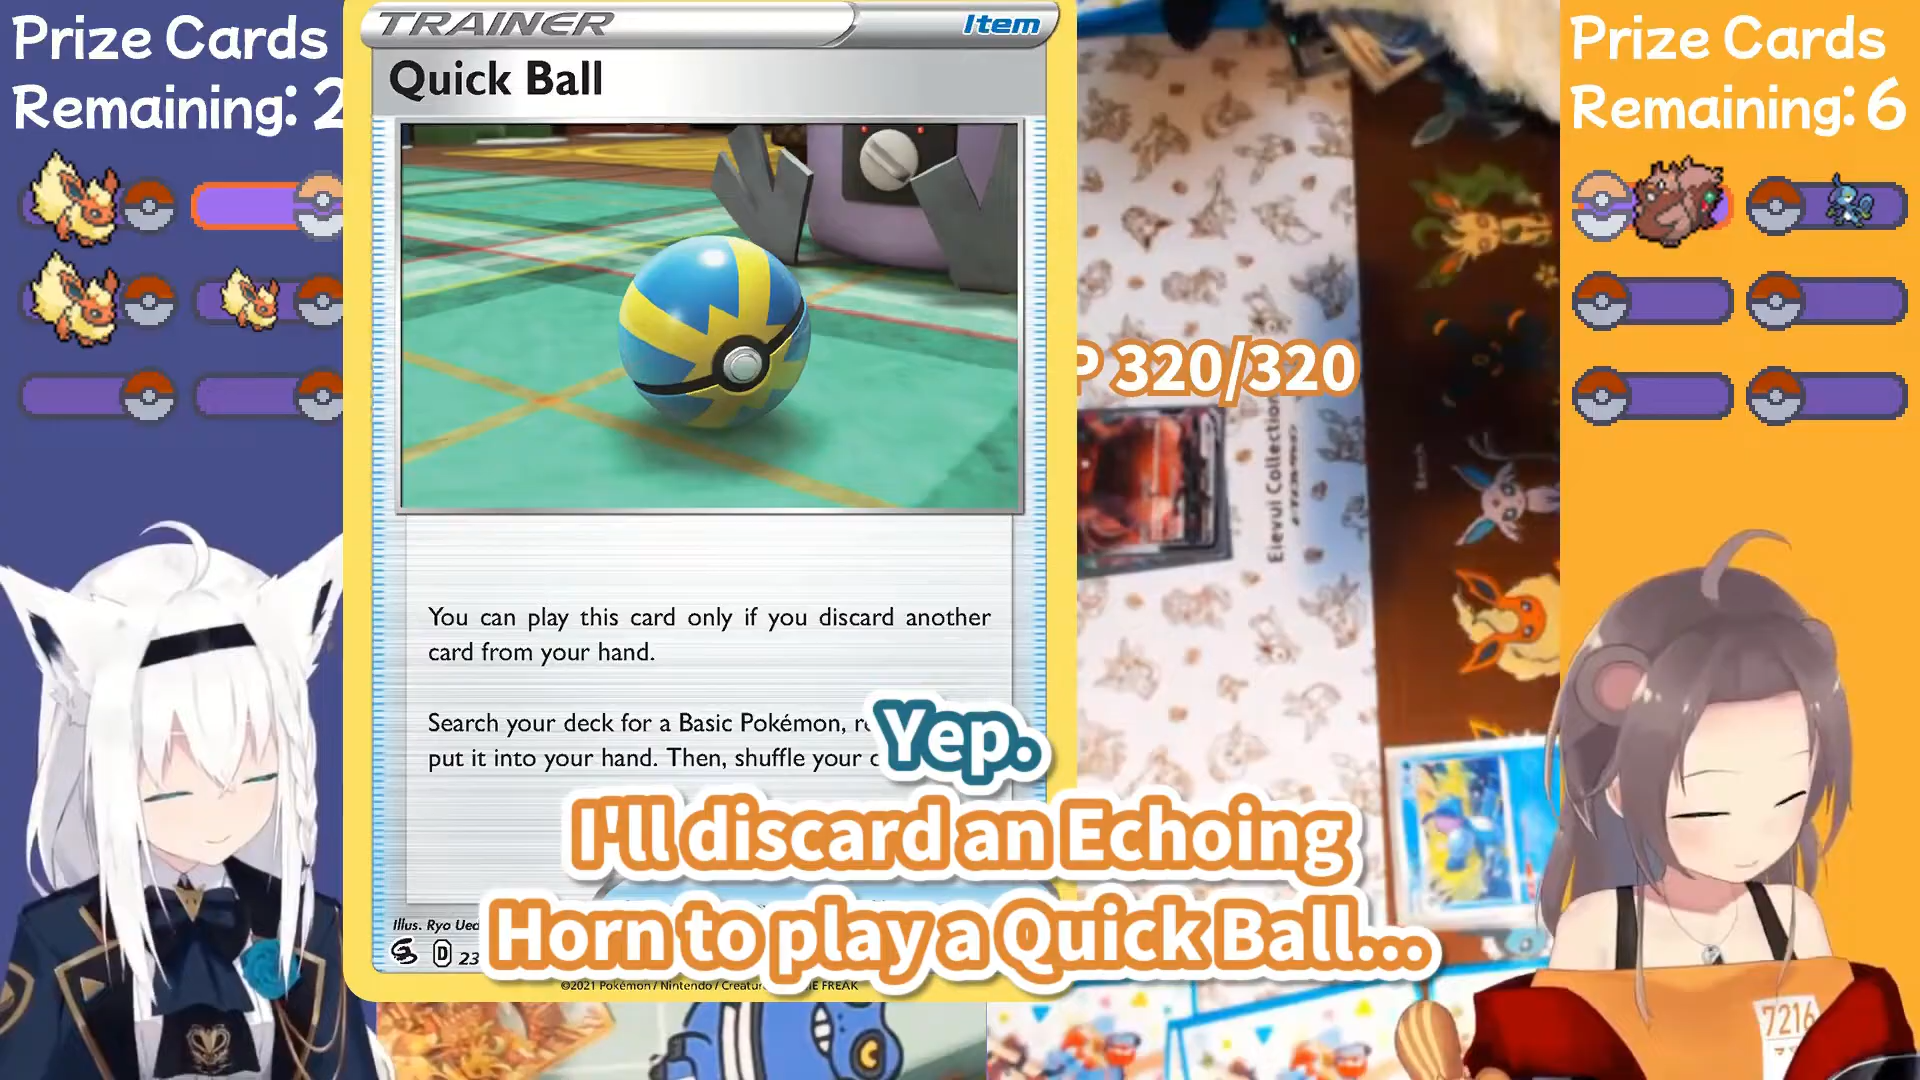 Prize Cards
Remaining: 2
TRAINER
Item
Quick Ball
You can play this card only if you discard another
card from your hand.
Search your deck for a Basic Pokémon,
put it into your hand. Then, shuffle your
Illus. Ryo
D 23
©2021 Pokémon / Nintendo / FREAK
P 320/320
Eievui Collection
Yep.
I'll discard an Echoing
Horn to play a Quick Ball...
Prize Cards
Remaining: 6
7216